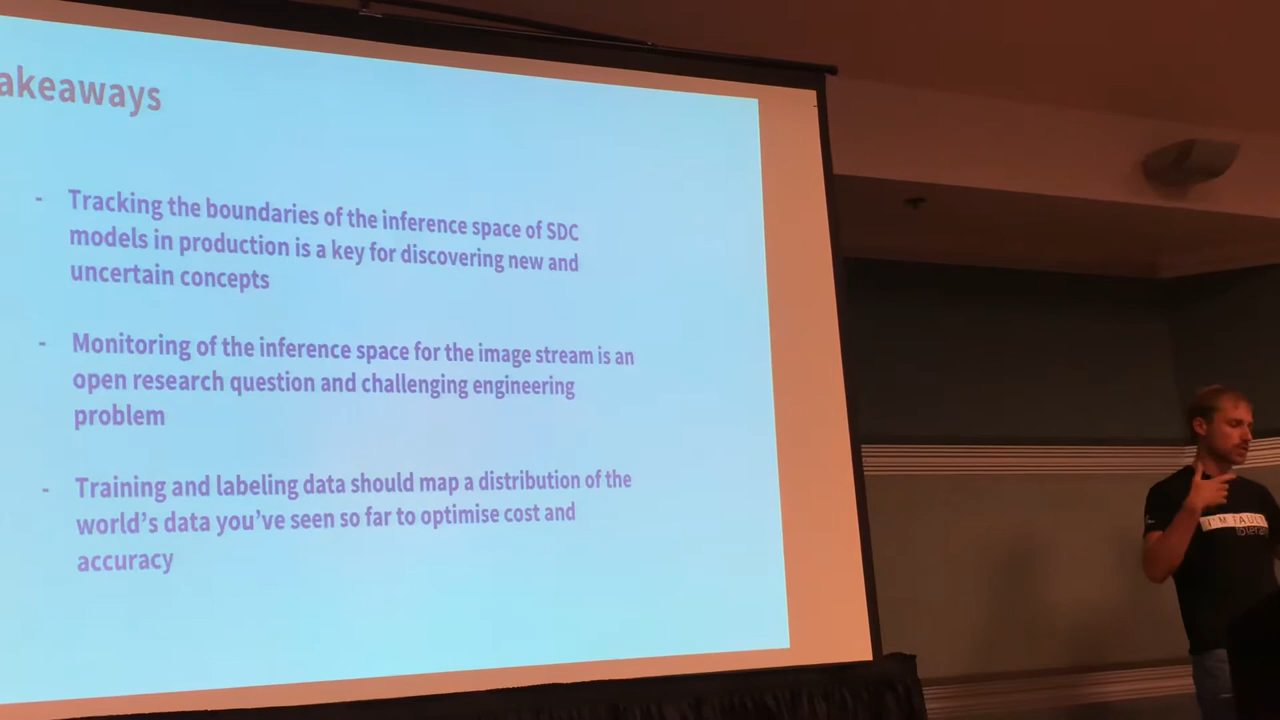 akeaways
- Tracking the boundaries of the inference space of SDC
models in production is a key for discovering new and
uncertain concepts
- Monitoring of the inference space for the image stream is an
open research question and challenging engineering
problem
- Training and labeling data should map a distribution of the
world's data you've seen so far to optimise cost and
accuracy
I'M FAULT